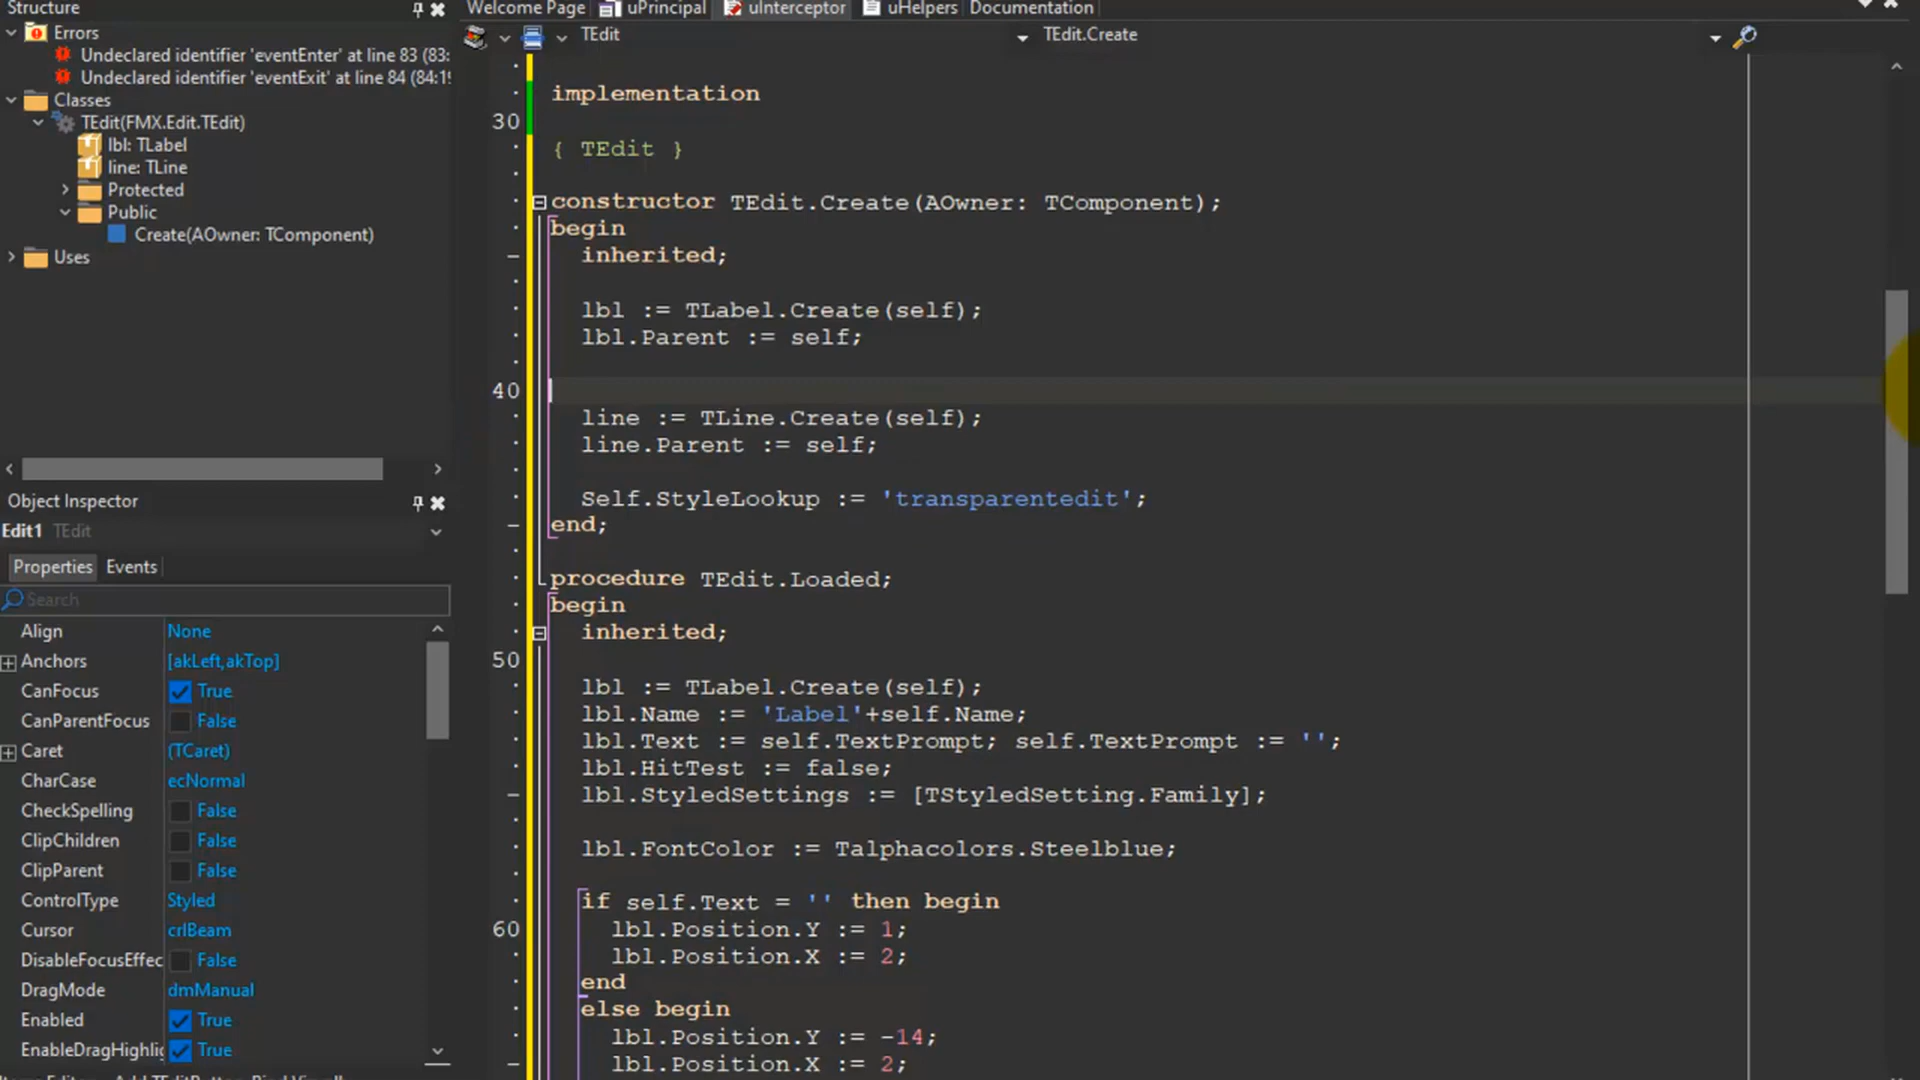 Structure
Errors
Undeclared identifier 'eventEnter' at line 83 (83:
Undeclared identifier 'eventExit' at line 84 (84:19
Classes
TEdit(FMX.Edit.TEdit)
lbl: TLabel
line: TLine
Protected
Public
Create(AOwner: TComponent)
Uses
Object Inspector
Edit1 TEdit
Properties Events
Search
Align None
Anchors [akLeft,akTop]
CanFocus True
CanParentFocus False
Caret (TCaret)
CharCase ecNormal
CheckSpelling False
ClipChildren False
ClipParent False
ControlType Styled
Cursor crIBeam
DisableFocusEffec False
DragMode dmManual
Enabled True
EnableDragHighlig True
Welcome Page uPrincipal uInterceptor uHelpers Documentation
TEdit TEdit.Create
implementation
30
{ TEdit }
constructor TEdit.Create(AOwner: TComponent);
begin
inherited;
lbl := TLabel.Create(self);
lbl.Parent := self;
40
line := TLine.Create(self);
line.Parent := self;
Self.StyleLookup := 'transparentedit';
end;
procedure TEdit.Loaded;
begin
inherited;
50
lbl := TLabel.Create(self);
lbl.Name := 'Label'+self.Name;
lbl.Text := self.TextPrompt; self.TextPrompt := '';
lbl.HitTest := false;
lbl.StyledSettings := [TStyledSetting.Family];
lbl.FontColor := Talphacolors.Steelblue;
if self.Text = '' then begin
60 lbl.Position.Y := 1;
lbl.Position.X := 2;
end
else begin
lbl.Position.Y := -14;
lbl.Position.X := 2;